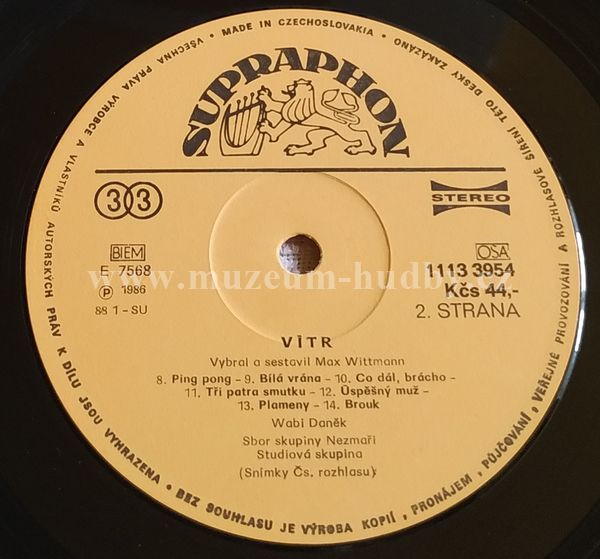 VŠECHNA PRÁVA VÝROBCE A VLASTNÍKŮ AUTORSKÝCH PRÁV K DÍLU JSOU VYHRAZENA • BEZ SOUHLASU JE VÝROBA KOPIÍ, PRONÁJEM, PŮJČOVÁNÍ, VEŘEJNÉ PROVOZOVÁNÍ A ROZHLASOVÉ ŠÍŘENÍ TÉTO DESKY ZAKÁZÁNO • MADE IN CZECHOSLOVAKIA •
SUPRAPHON
33
STEREO
BIEM
OSA
E 7568
1113 3954
www.muzeum-hudby.cz
Ⓟ 1986
Kčs 44,-
88 1 - SU
2. STRANA
VÍTR
Vybral a sestavil Max Wittmann
8. Ping pong – 9. Bílá vrána – 10. Co dál, brácho –
11. Tři patra smutku – 12. Úspěšný muž –
13. Plameny – 14. Brouk
Wabi Daněk
Sbor skupiny Nezmaři
Studiová skupina
(Snímky Čs. rozhlasu)